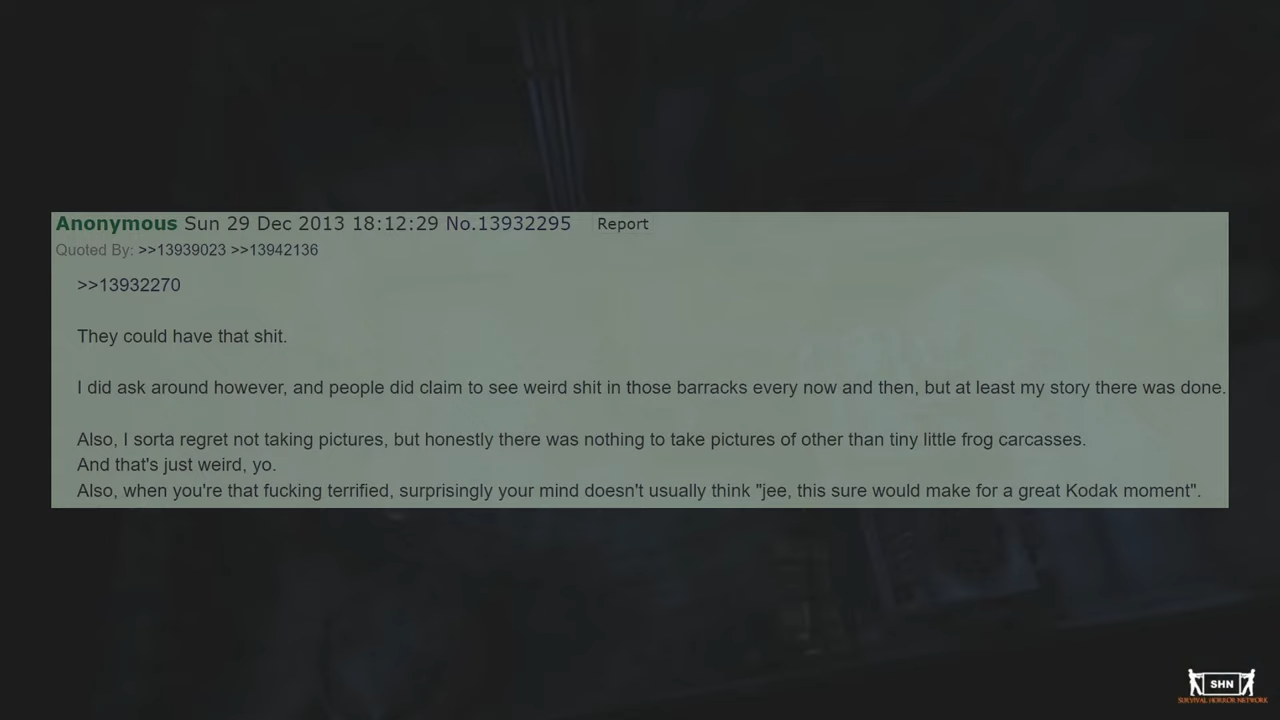 Anonymous Sun 29 Dec 2013 18:12:29 No.13932295 Report
Quoted By: >>13939023 >>13942136
>>13932270
They could have that shit.
I did ask around however, and people did claim to see weird shit in those barracks every now and then, but at least my story there was done.
Also, I sorta regret not taking pictures, but honestly there was nothing to take pictures of other than tiny little frog carcasses.
And that's just weird, yo.
Also, when you're that fucking terrified, surprisingly your mind doesn't usually think "jee, this sure would make for a great Kodak moment".
SHN
SURVIVAL HORROR NETWORK